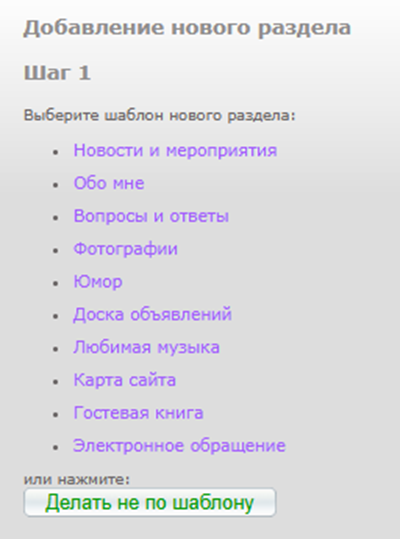 Добавление нового раздела
Шаг 1
Выберите шаблон нового раздела:
Новости и мероприятия
Обо мне
Вопросы и ответы
Фотографии
Юмор
Доска объявлений
Любимая музыка
Карта сайта
Гостевая книга
Электронное обращение
или нажмите:
Делать не по шаблону